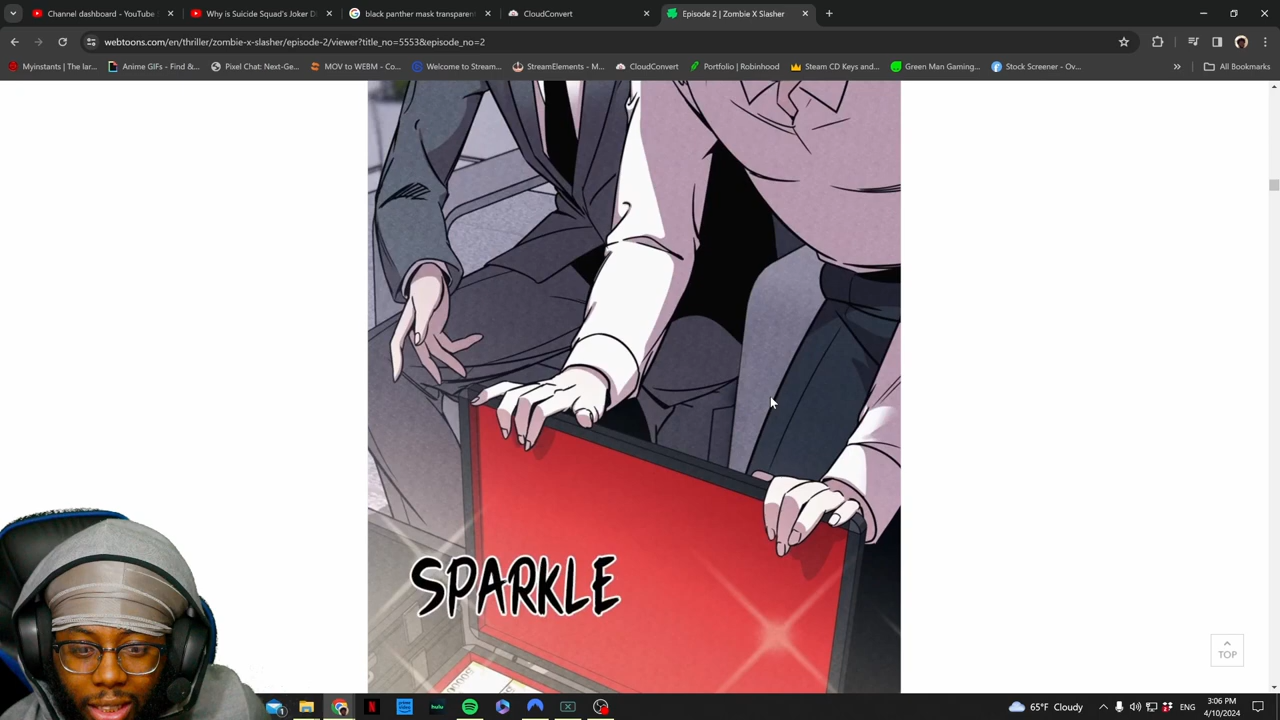 Channel dashboard - YouTube
Why is Suicide Squad's Joker D
black panther mask transparent
CloudConvert
Episode 2 | Zombie X Slasher
webtoons.com/en/thriller/zombie-x-slasher/episode-2/viewer?title_no=5553&episode_no=2
Myinstants | The lar...
Anime GIFs - Find &...
Pixel Chat: Next-Ge...
MOV to WEBM - Co...
Welcome to Stream...
StreamElements - M...
CloudConvert
Portfolio | Robinhood
Steam CD Keys and...
Green Man Gaming...
Stock Screener - Ov...
All Bookmarks
SPARKLE
TOP
hulu
65°F Cloudy
ENG
3:06 PM
4/10/2024